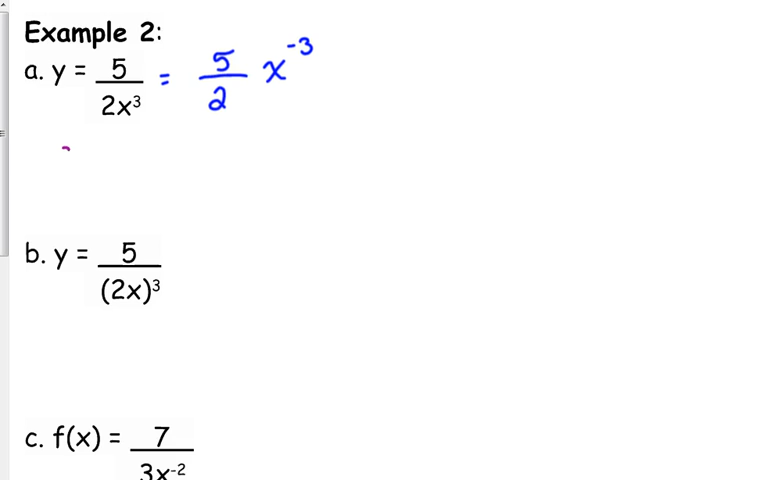 Example 2:
a. y = 5/2x³ = 5/2 x⁻³
b. y = 5/(2x)³
c. f(x) = 7/3x⁻²